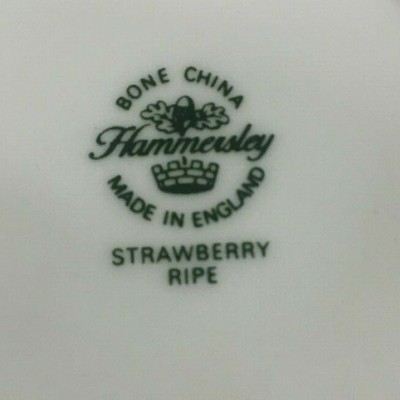 BONE CHINA
Hammersley
MADE IN ENGLAND
STRAWBERRY
RIPE